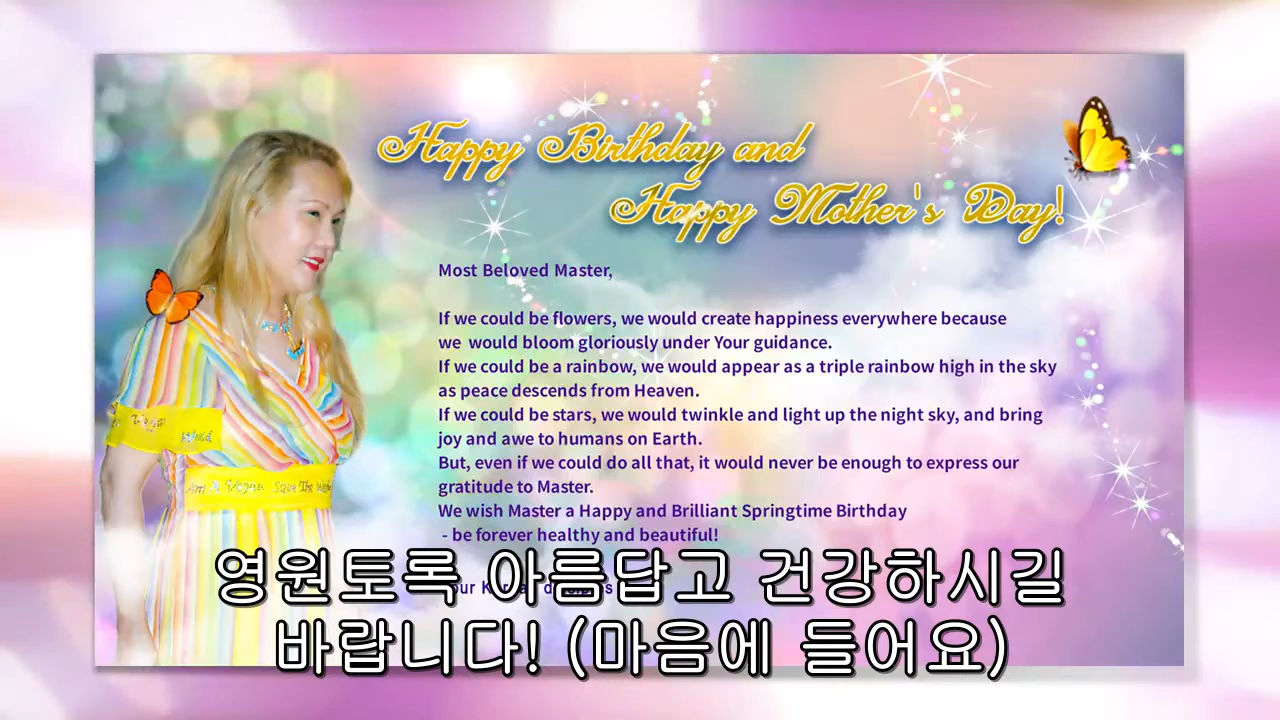 Happy Birthday and
Happy Mother's Day!
Most Beloved Master,
If we could be flowers, we would create happiness everywhere because
we would bloom gloriously under Your guidance.
If we could be a rainbow, we would appear as a triple rainbow high in the sky
as peace descends from Heaven.
If we could be stars, we would twinkle and light up the night sky, and bring
joy and awe to humans on Earth.
But, even if we could do all that, it would never be enough to express our
gratitude to Master.
We wish Master a Happy and Brilliant Springtime Birthday
- be forever healthy and beautiful!
Vegan World
Am A Vegan Save The
영원토록 아름답고 건강하시길
바랍니다! (마음에 들어요)